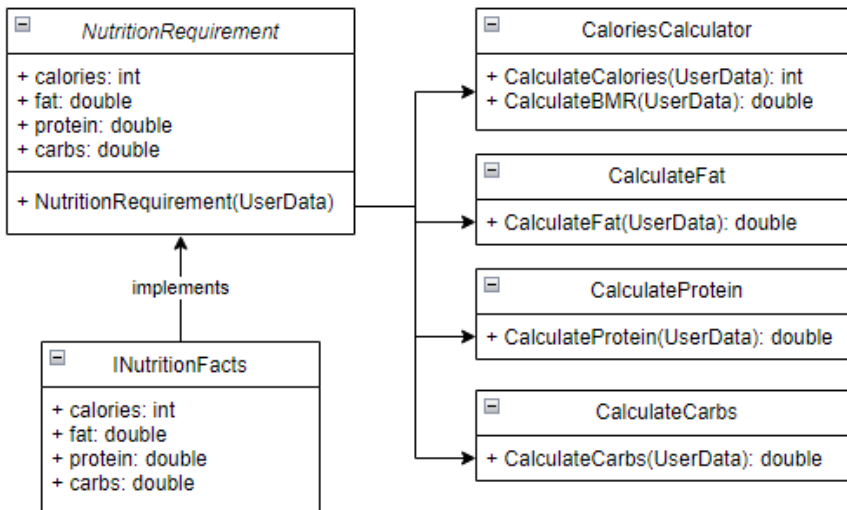 NutritionRequirement
+ calories: int
+ fat: double
+ protein: double
+ carbs: double
+ NutritionRequirement(UserData)
implements
INutritionFacts
+ calories: int
+ fat: double
+ protein: double
+ carbs: double
CaloriesCalculator
+ CalculateCalories(UserData): int
+ CalculateBMR(UserData): double
CalculateFat
+ CalculateFat(UserData): double
CalculateProtein
+ CalculateProtein(UserData): double
CalculateCarbs
+ CalculateCarbs(UserData): double